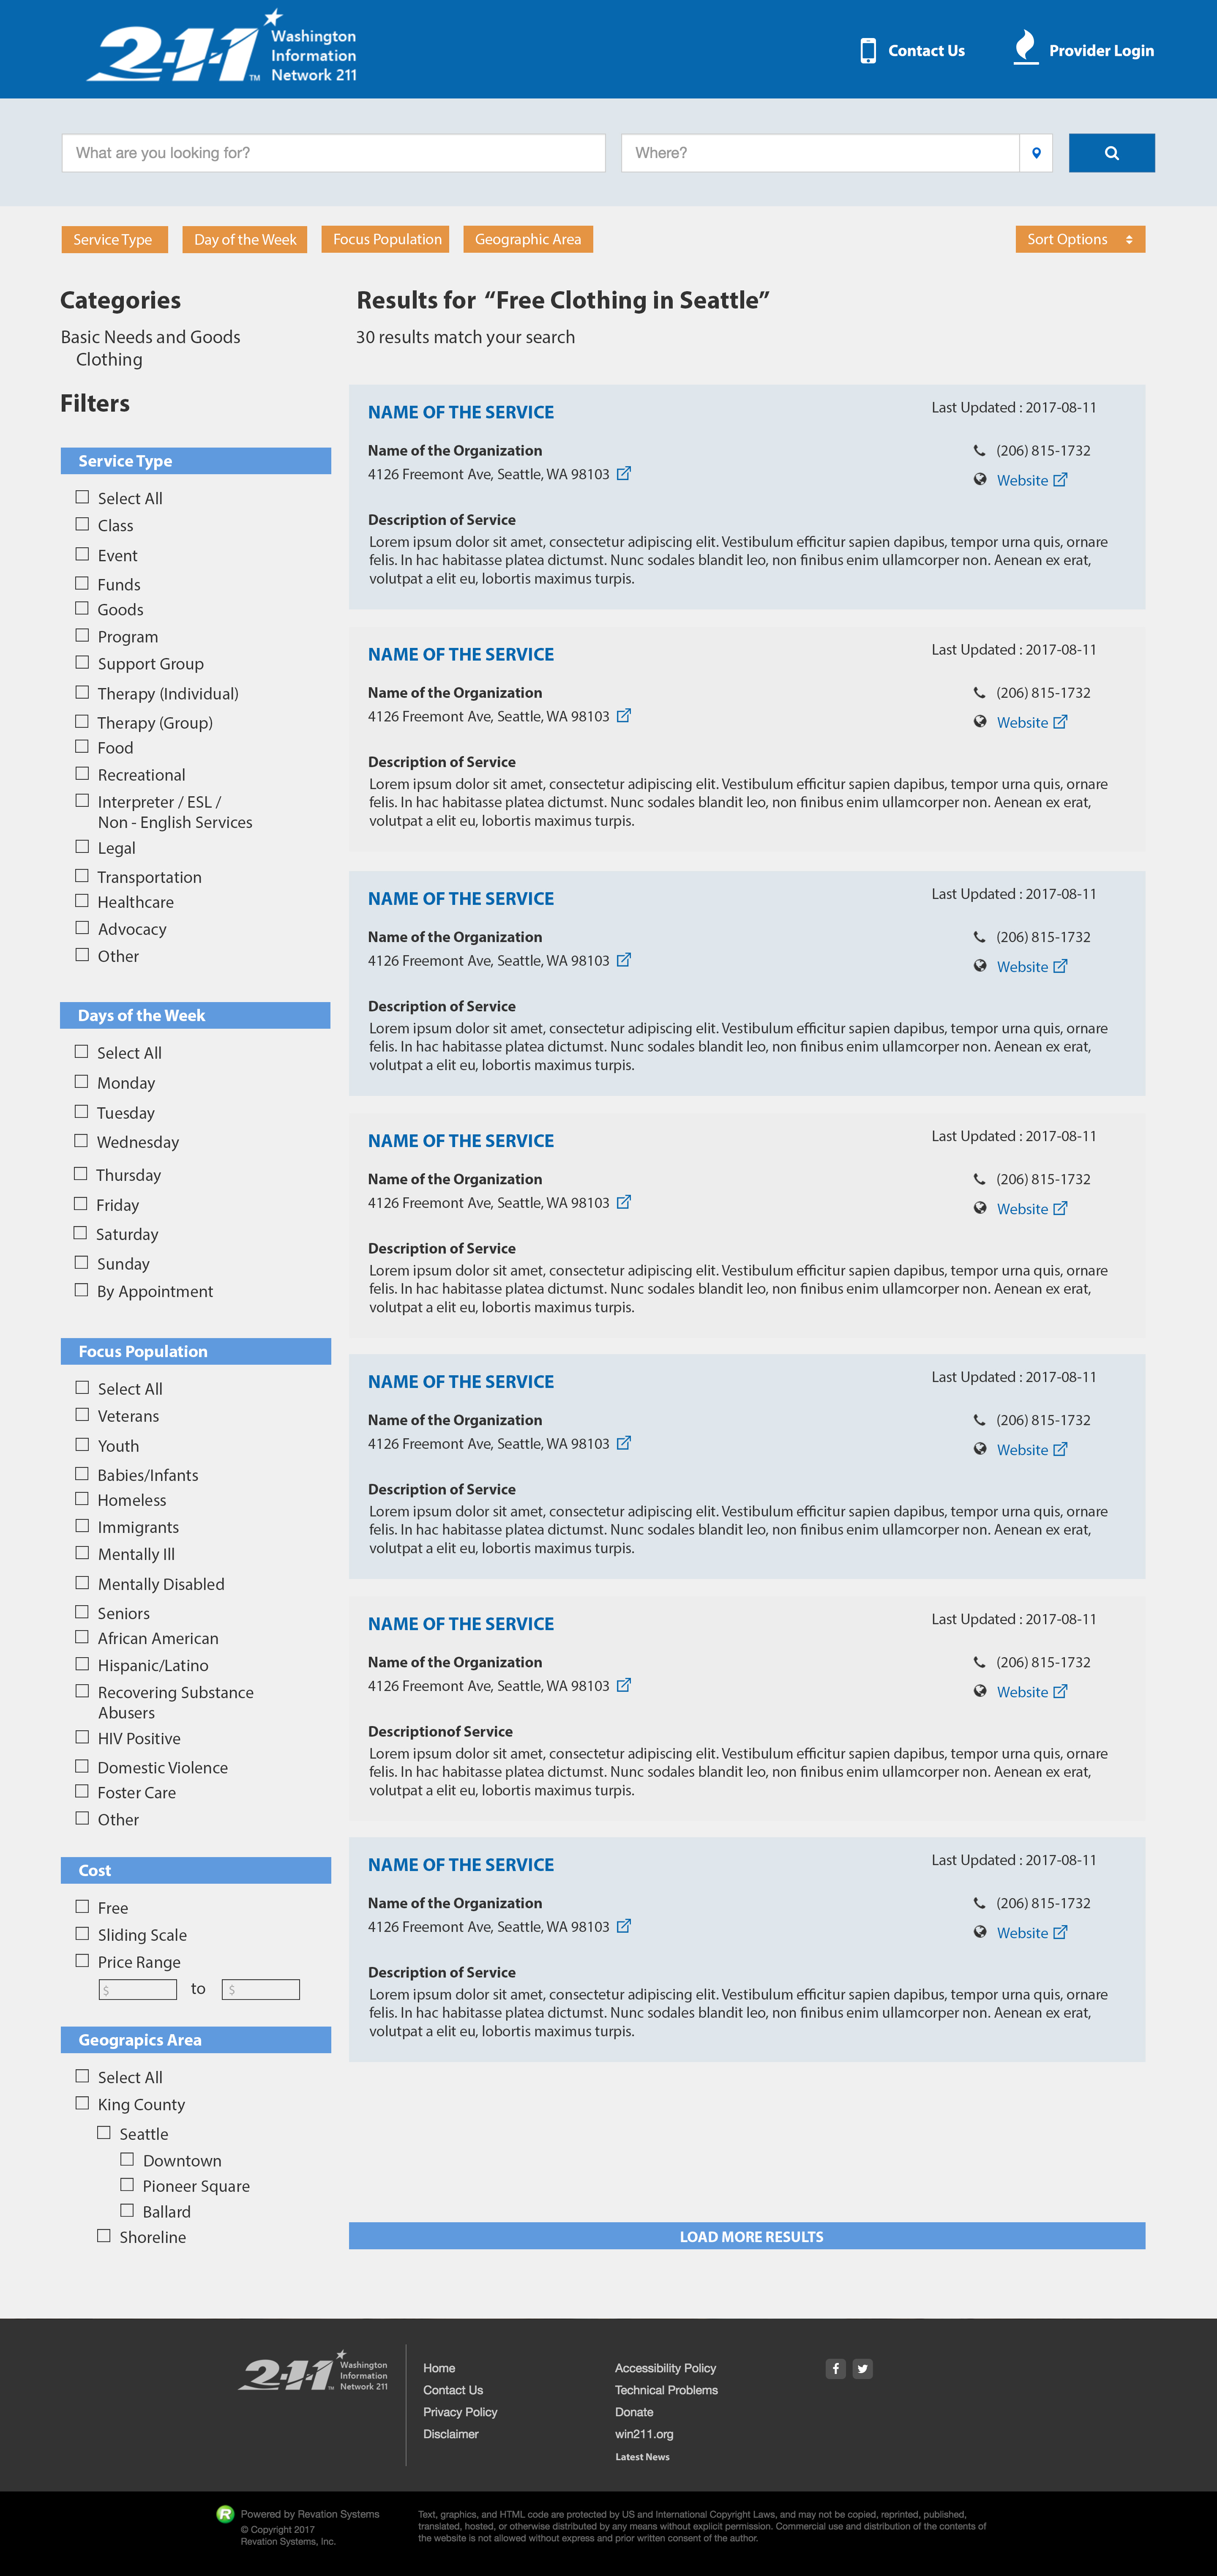 2-1-1™ Washington
Information
Network 211
Contact Us
Provider Login
What are you looking for?
Where?
Service Type
Day of the Week
Focus Population
Geographic Area
Sort Options
Categories
Basic Needs and Goods
Clothing
Filters
Service Type
Select All
Class
Event
Funds
Goods
Program
Support Group
Therapy (Individual)
Therapy (Group)
Food
Recreational
Interpreter / ESL /
Non - English Services
Legal
Transportation
Healthcare
Advocacy
Other
Days of the Week
Select All
Monday
Tuesday
Wednesday
Thursday
Friday
Saturday
Sunday
By Appointment
Focus Population
Select All
Veterans
Youth
Babies/Infants
Homeless
Immigrants
Mentally Ill
Mentally Disabled
Seniors
African American
Hispanic/Latino
Recovering Substance
Abusers
HIV Positive
Domestic Violence
Foster Care
Other
Cost
Free
Sliding Scale
Price Range
$ to $
Geograpics Area
Select All
King County
Seattle
Downtown
Pioneer Square
Ballard
Shoreline
Results for “Free Clothing in Seattle”
30 results match your search
NAME OF THE SERVICE
Last Updated : 2017-08-11
Name of the Organization
(206) 815-1732
4126 Freemont Ave, Seattle, WA 98103
Website
Description of Service
Lorem ipsum dolor sit amet, consectetur adipiscing elit. Vestibulum efficitur sapien dapibus, tempor urna quis, ornare
felis. In hac habitasse platea dictumst. Nunc sodales blandit leo, non finibus enim ullamcorper non. Aenean ex erat,
volutpat a elit eu, lobortis maximus turpis.
NAME OF THE SERVICE
Last Updated : 2017-08-11
Name of the Organization
(206) 815-1732
4126 Freemont Ave, Seattle, WA 98103
Website
Description of Service
Lorem ipsum dolor sit amet, consectetur adipiscing elit. Vestibulum efficitur sapien dapibus, tempor urna quis, ornare
felis. In hac habitasse platea dictumst. Nunc sodales blandit leo, non finibus enim ullamcorper non. Aenean ex erat,
volutpat a elit eu, lobortis maximus turpis.
NAME OF THE SERVICE
Last Updated : 2017-08-11
Name of the Organization
(206) 815-1732
4126 Freemont Ave, Seattle, WA 98103
Website
Description of Service
Lorem ipsum dolor sit amet, consectetur adipiscing elit. Vestibulum efficitur sapien dapibus, tempor urna quis, ornare
felis. In hac habitasse platea dictumst. Nunc sodales blandit leo, non finibus enim ullamcorper non. Aenean ex erat,
volutpat a elit eu, lobortis maximus turpis.
NAME OF THE SERVICE
Last Updated : 2017-08-11
Name of the Organization
(206) 815-1732
4126 Freemont Ave, Seattle, WA 98103
Website
Description of Service
Lorem ipsum dolor sit amet, consectetur adipiscing elit. Vestibulum efficitur sapien dapibus, tempor urna quis, ornare
felis. In hac habitasse platea dictumst. Nunc sodales blandit leo, non finibus enim ullamcorper non. Aenean ex erat,
volutpat a elit eu, lobortis maximus turpis.
NAME OF THE SERVICE
Last Updated : 2017-08-11
Name of the Organization
(206) 815-1732
4126 Freemont Ave, Seattle, WA 98103
Website
Description of Service
Lorem ipsum dolor sit amet, consectetur adipiscing elit. Vestibulum efficitur sapien dapibus, tempor urna quis, ornare
felis. In hac habitasse platea dictumst. Nunc sodales blandit leo, non finibus enim ullamcorper non. Aenean ex erat,
volutpat a elit eu, lobortis maximus turpis.
NAME OF THE SERVICE
Last Updated : 2017-08-11
Name of the Organization
(206) 815-1732
4126 Freemont Ave, Seattle, WA 98103
Website
Descriptionof Service
Lorem ipsum dolor sit amet, consectetur adipiscing elit. Vestibulum efficitur sapien dapibus, tempor urna quis, ornare
felis. In hac habitasse platea dictumst. Nunc sodales blandit leo, non finibus enim ullamcorper non. Aenean ex erat,
volutpat a elit eu, lobortis maximus turpis.
NAME OF THE SERVICE
Last Updated : 2017-08-11
Name of the Organization
(206) 815-1732
4126 Freemont Ave, Seattle, WA 98103
Website
Description of Service
Lorem ipsum dolor sit amet, consectetur adipiscing elit. Vestibulum efficitur sapien dapibus, tempor urna quis, ornare
felis. In hac habitasse platea dictumst. Nunc sodales blandit leo, non finibus enim ullamcorper non. Aenean ex erat,
volutpat a elit eu, lobortis maximus turpis.
LOAD MORE RESULTS
2-1-1™ Washington
Information
Network 211
Home
Contact Us
Privacy Policy
Disclaimer
Accessibility Policy
Technical Problems
Donate
win211.org
Latest News
R Powered by Revation Systems
© Copyright 2017
Revation Systems, Inc.
Text, graphics, and HTML code are protected by US and International Copyright Laws, and may not be copied, reprinted, published,
translated, hosted, or otherwise distributed by any means without explicit permission. Commercial use and distribution of the contents of
the website is not allowed without express and prior written consent of the author.